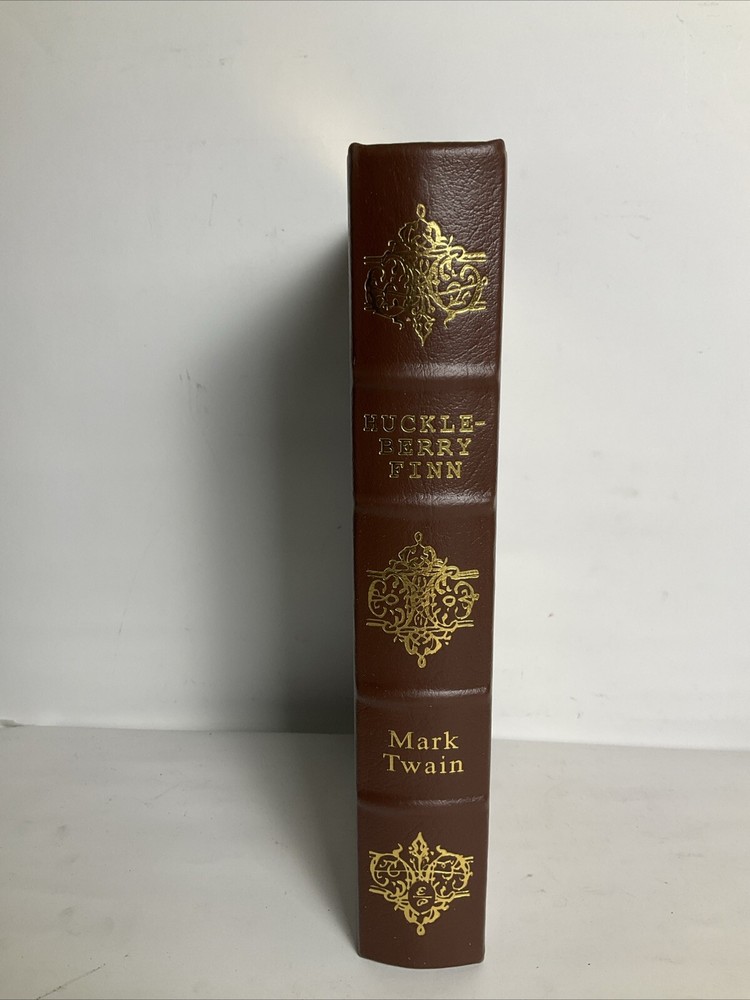 HUCKLE-
BERRY
FINN
Mark
Twain
E
P